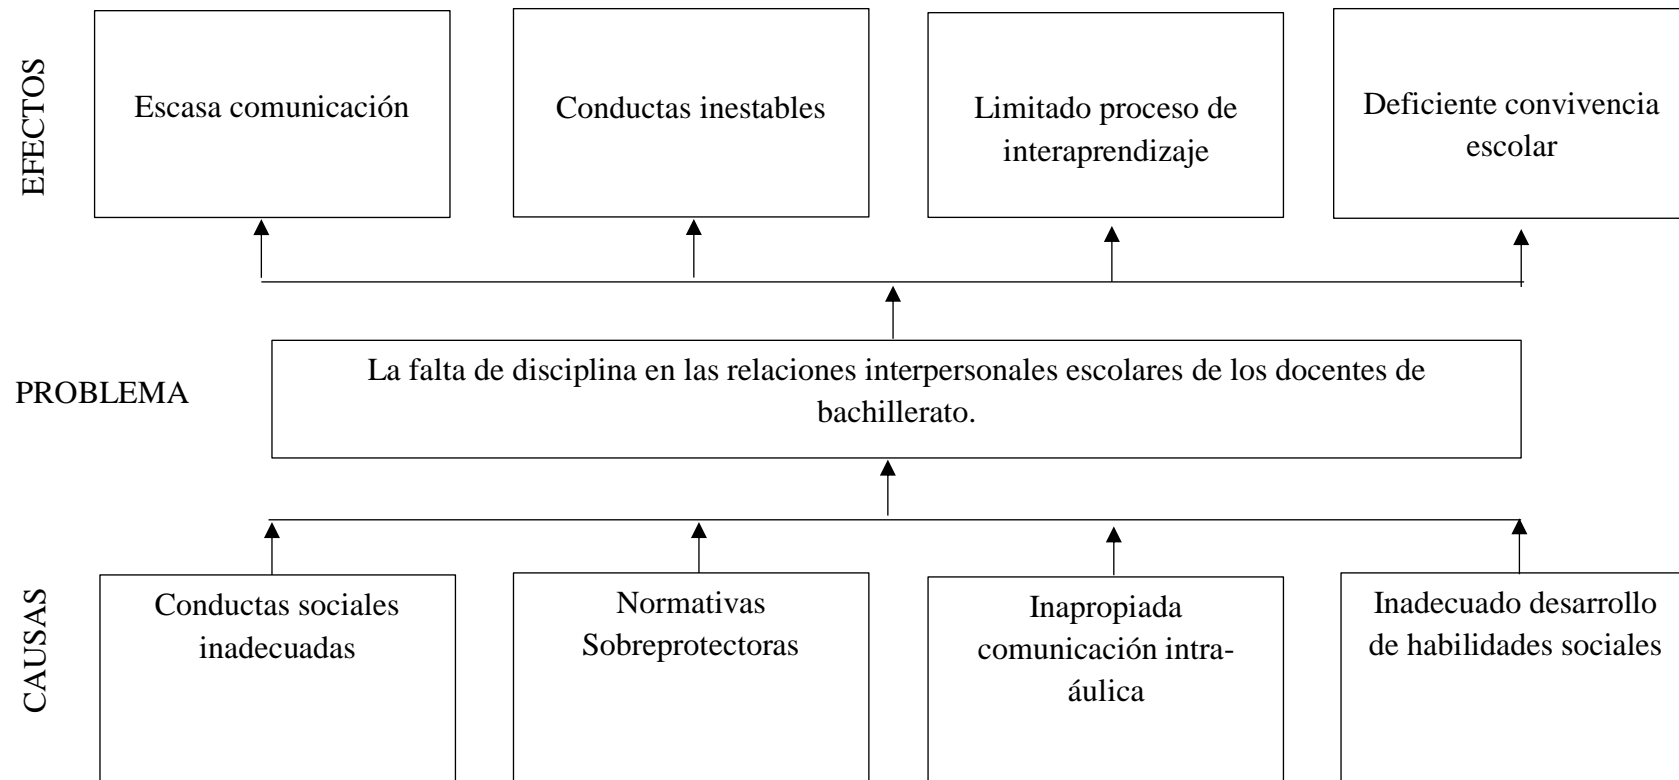 EFECTOS
Escasa comunicación
Conductas inestables
Limitado proceso de
interaprendizaje
Deficiente convivencia
escolar
PROBLEMA
La falta de disciplina en las relaciones interpersonales escolares de los docentes de
bachillerato.
CAUSAS
Conductas sociales
inadecuadas
Normativas
Sobreprotectoras
Inapropiada
comunicación intra-
áulica
Inadecuado desarrollo
de habilidades sociales